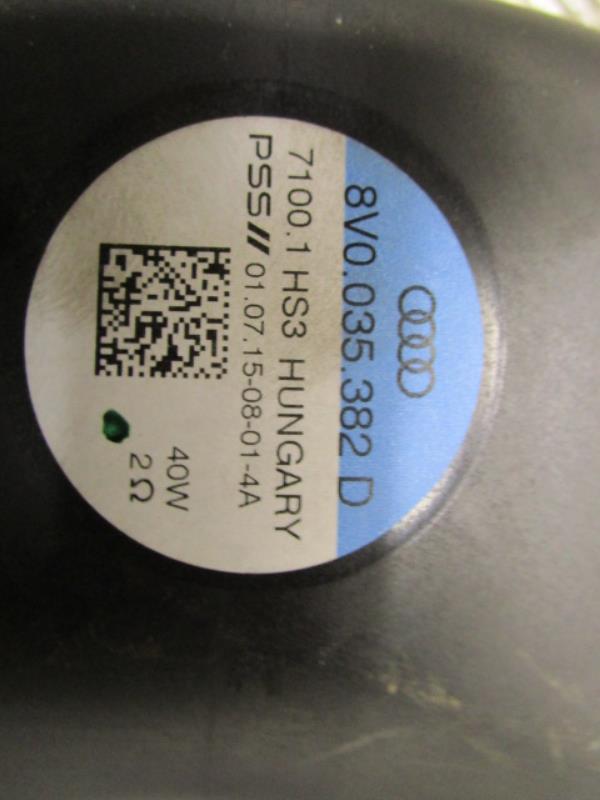 8V0.035.382 D
7100.1 HS3 HUNGARY
PSS// 01.07.15-08-01-4A
40W
2 Ω